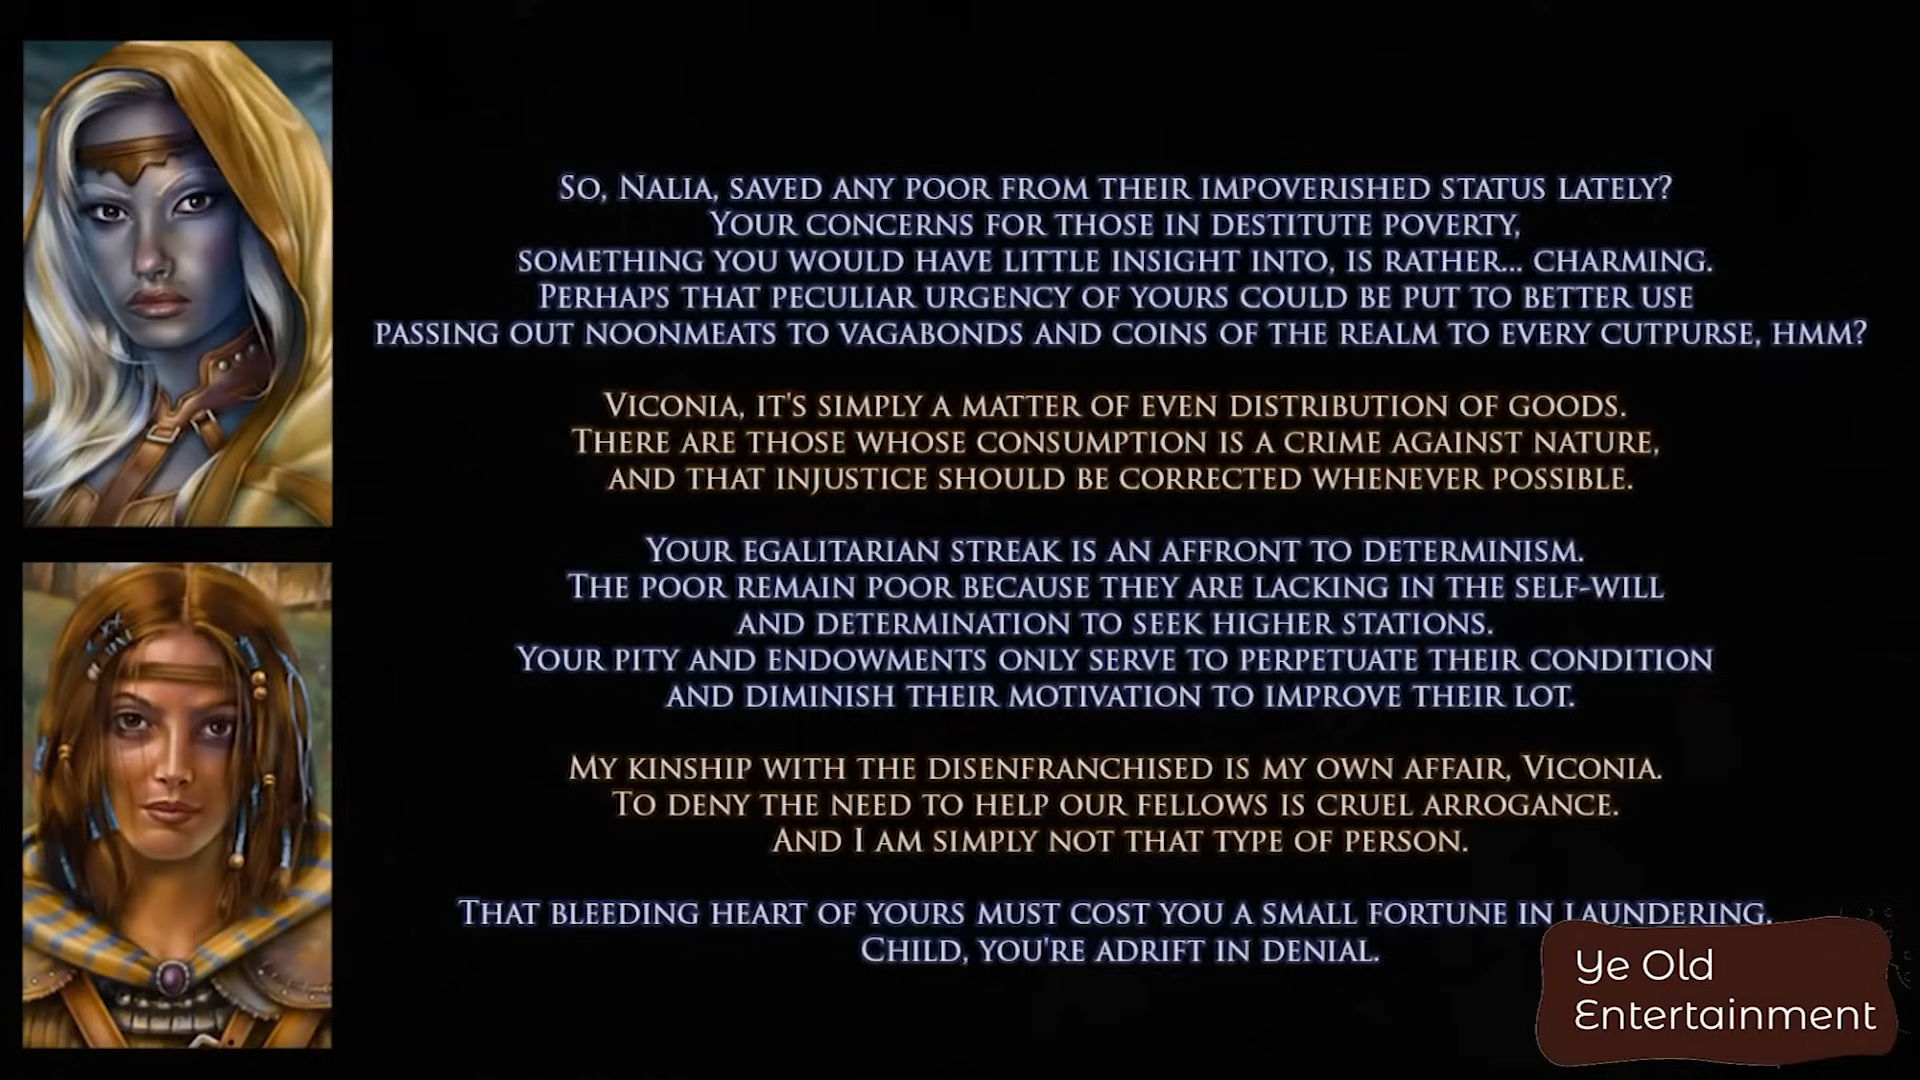 So, Nalia, saved any poor from their impoverished status lately?
Your concerns for those in destitute poverty,
something you would have little insight into, is rather... charming.
Perhaps that peculiar urgency of yours could be put to better use
passing out noonmeats to vagabonds and coins of the realm to every cutpurse, hmm?
Viconia, it's simply a matter of even distribution of goods.
There are those whose consumption is a crime against nature,
and that injustice should be corrected whenever possible.
Your egalitarian streak is an affront to determinism.
The poor remain poor because they are lacking in the self-will
and determination to seek higher stations.
Your pity and endowments only serve to perpetuate their condition
and diminish their motivation to improve their lot.
My kinship with the disenfranchised is my own affair, Viconia.
To deny the need to help our fellows is cruel arrogance.
And I am simply not that type of person.
That bleeding heart of yours must cost you a small fortune in laundering.
Child, you're adrift in denial.
Ye Old
Entertainment